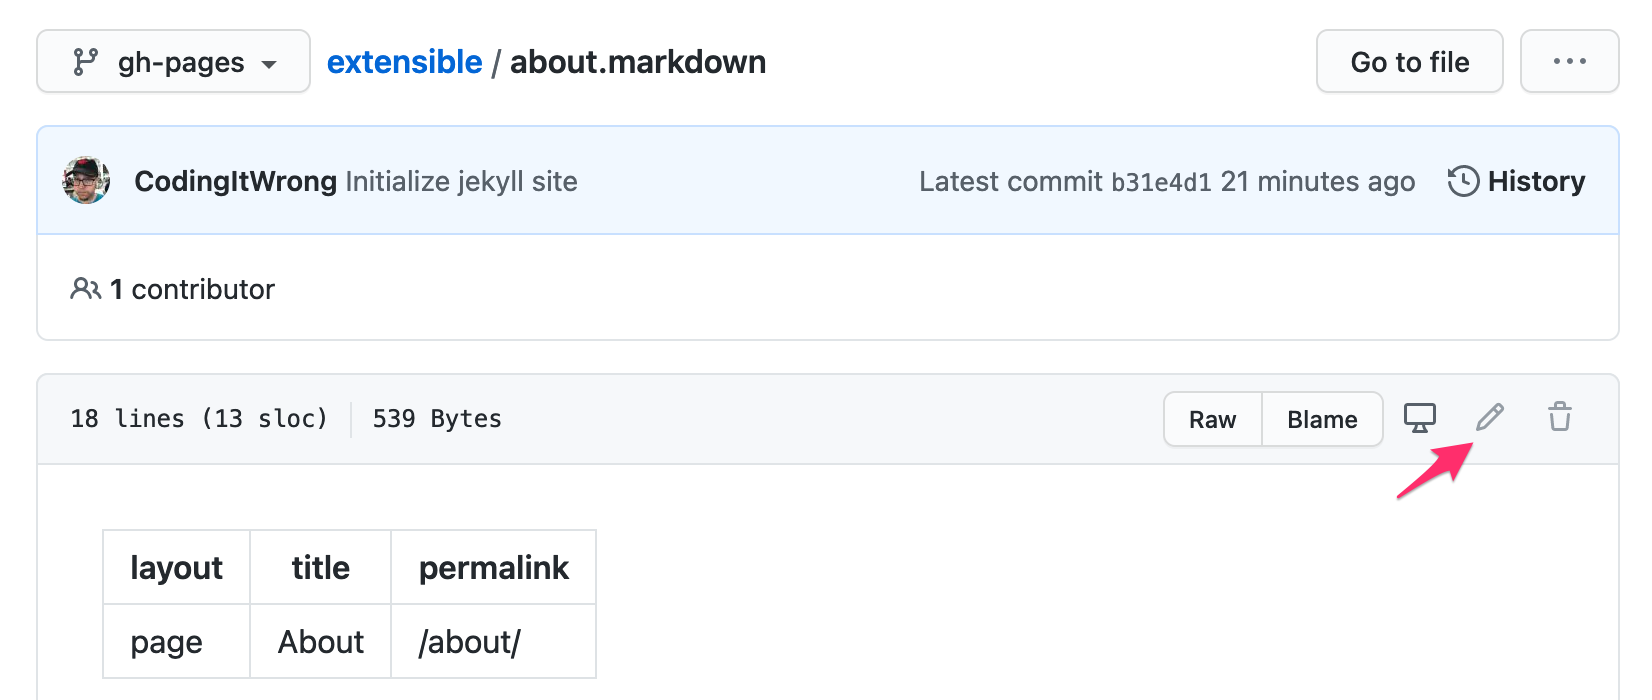 gh-pages extensible / about.markdown Go to file ...
CodingItWrong Initialize jekyll site Latest commit b31e4d1 21 minutes ago History
1 contributor
18 lines (13 sloc) 539 Bytes Raw Blame
layout title permalink
page About /about/